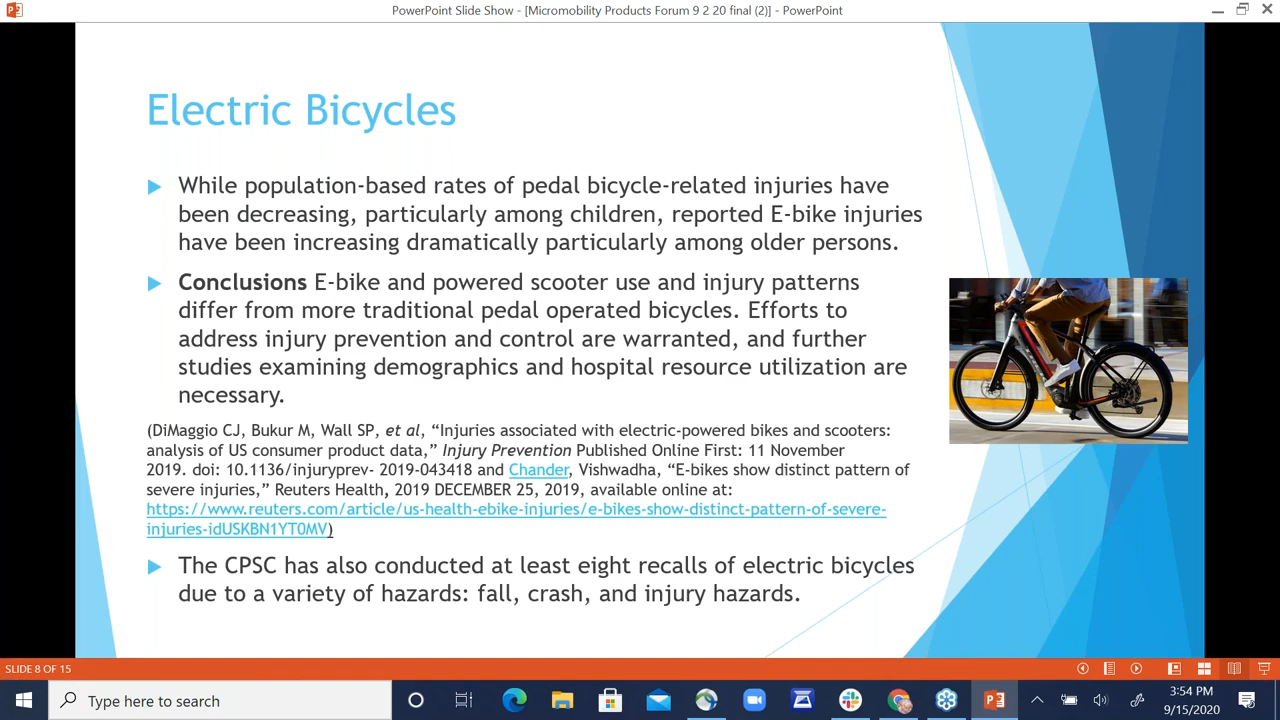 PowerPoint Slide Show - [Micromobility Products Forum 9 2 20 final (2)] - PowerPoint
Electric Bicycles
While population-based rates of pedal bicycle-related injuries have
been decreasing, particularly among children, reported E-bike injuries
have been increasing dramatically particularly among older persons.
Conclusions E-bike and powered scooter use and injury patterns
differ from more traditional pedal operated bicycles. Efforts to
address injury prevention and control are warranted, and further
studies examining demographics and hospital resource utilization are
necessary.
(DiMaggio CJ, Bukur M, Wall SP, et al, “Injuries associated with electric-powered bikes and scooters:
analysis of US consumer product data,” Injury Prevention Published Online First: 11 November
2019. doi: 10.1136/injuryprev- 2019-043418 and Chander, Vishwadha, “E-bikes show distinct pattern of
severe injuries,” Reuters Health, 2019 DECEMBER 25, 2019, available online at:
https://www.reuters.com/article/us-health-ebike-injuries/e-bikes-show-distinct-pattern-of-severe-
injuries-idUSKBN1YT0MV)
The CPSC has also conducted at least eight recalls of electric bicycles
due to a variety of hazards: fall, crash, and injury hazards.
SLIDE 8 OF 15
Type here to search
3:54 PM
9/15/2020